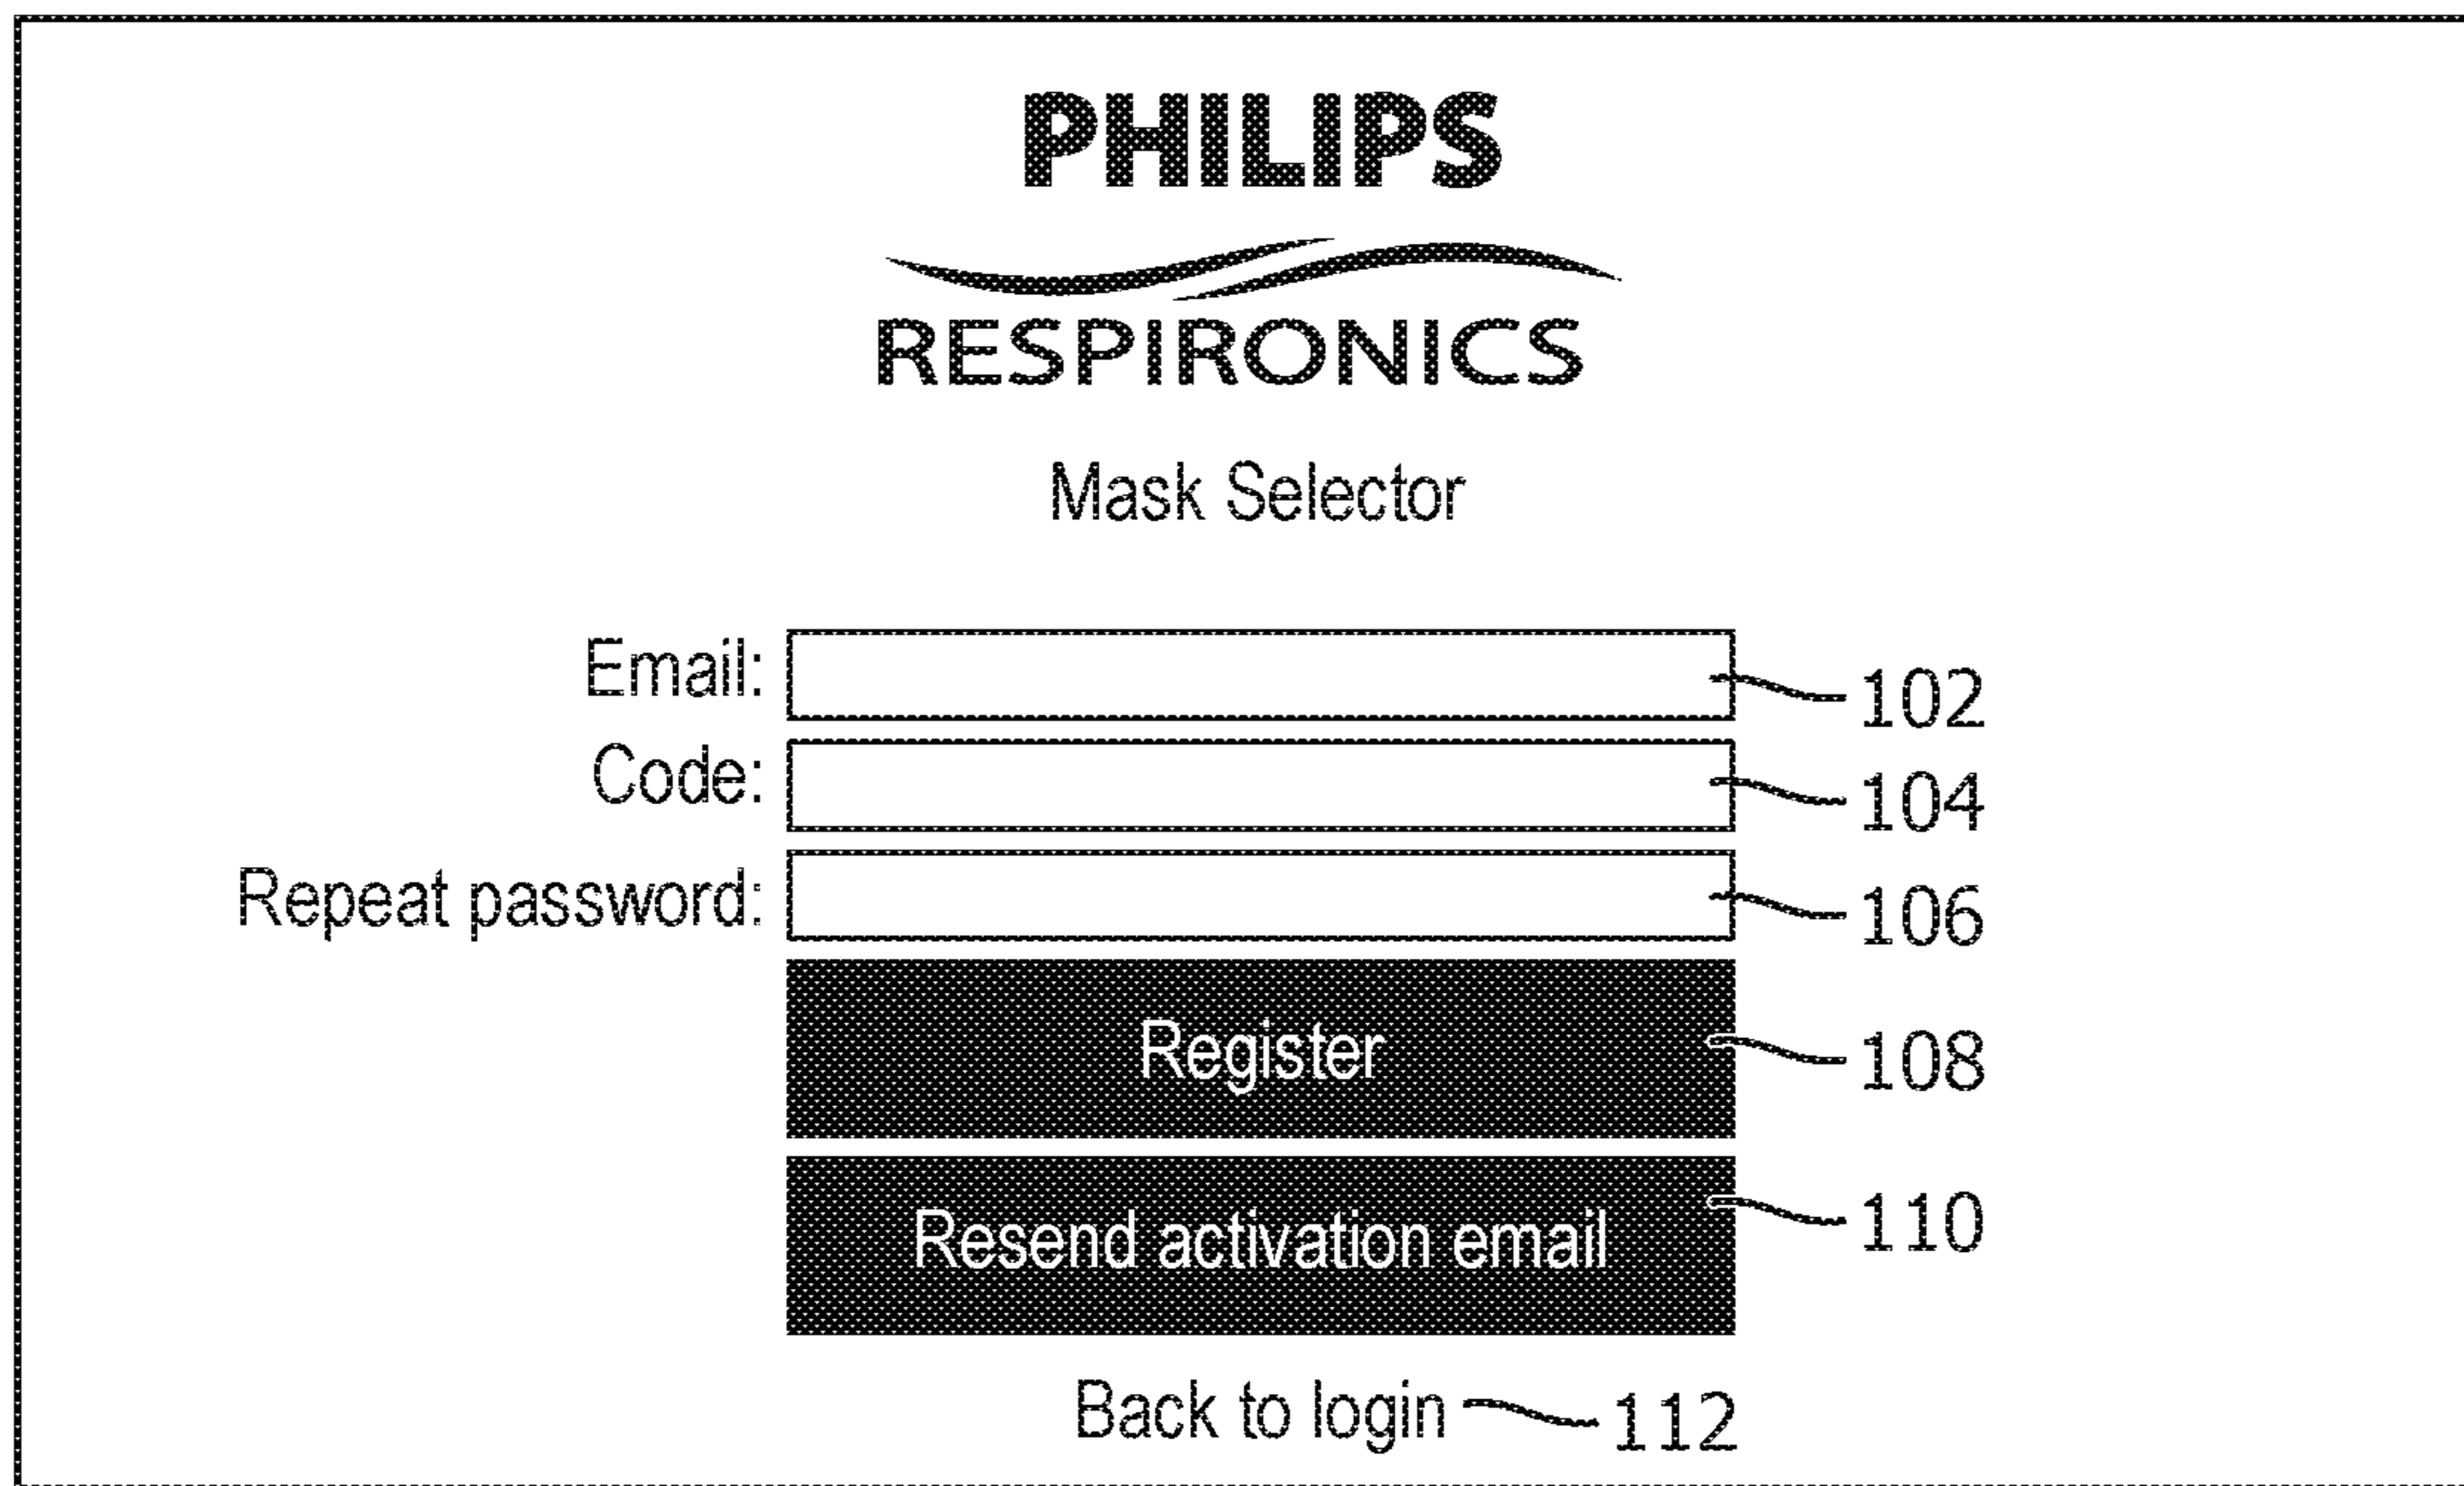 PHILIPS
RESPIRONICS
Mask Selector
Email: 102
Code: 104
Repeat password: 106
Register 108
Resend activation email 110
Back to login 112